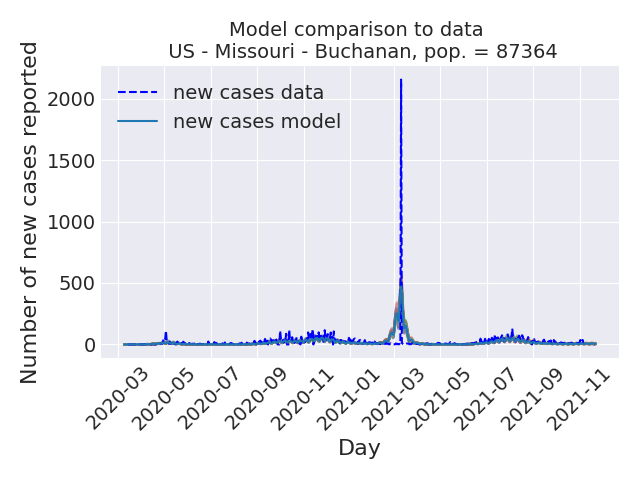 Model comparison to data
US - Missouri - Buchanan, pop. = 87364
Number of new cases reported
2000
1500
1000
500
0
new cases data
new cases model
2020-03
2020-05
2020-07
2020-09
2020-11
2021-01
2021-03
2021-05
2021-07
2021-09
2021-11
Day